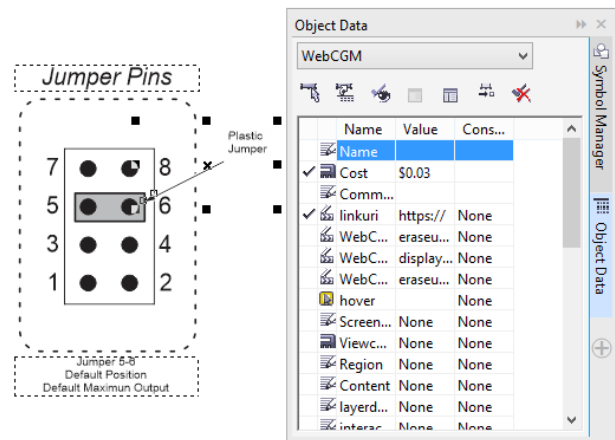 Jumper Pins
Plastic
Jumper
7 8
5 6
3 4
1 2
Jumper 5-6
Default Position
Default Maximun Output
Object Data
WebCGM
Name Value Cons...
Name
Cost $0.03
Comm...
linkuri https:// None
WebC... eraseu... None
WebC... display... None
WebC... eraseu... None
hover None
Screen... None None
Viewc... None None
Region None None
Content None None
layerd... None None
interac... None None
Symbol Manager
Object Data